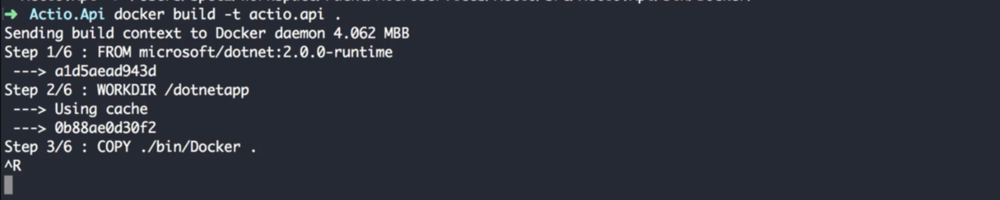 ➜ Actio.Api docker build -t actio.api .
Sending build context to Docker daemon 4.062 MBB
Step 1/6 : FROM microsoft/dotnet:2.0.0-runtime
---> a1d5aead943d
Step 2/6 : WORKDIR /dotnetapp
---> Using cache
---> 0b88ae0d30f2
Step 3/6 : COPY ./bin/Docker .
^R